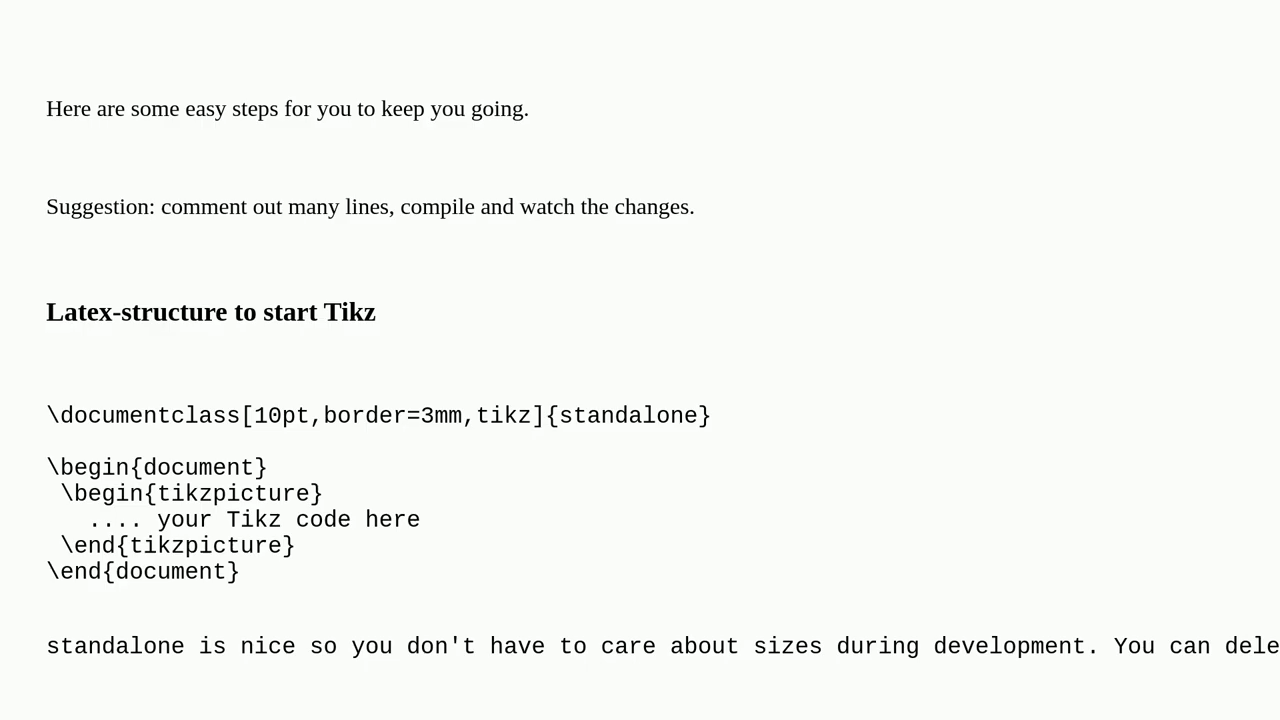 Here are some easy steps for you to keep you going.
Suggestion: comment out many lines, compile and watch the changes.
Latex-structure to start Tikz
\documentclass[10pt,border=3mm,tikz]{standalone}
\begin{document}
 \begin{tikzpicture}
   .... your Tikz code here
 \end{tikzpicture}
\end{document}
standalone is nice so you don't have to care about sizes during development. You can dele